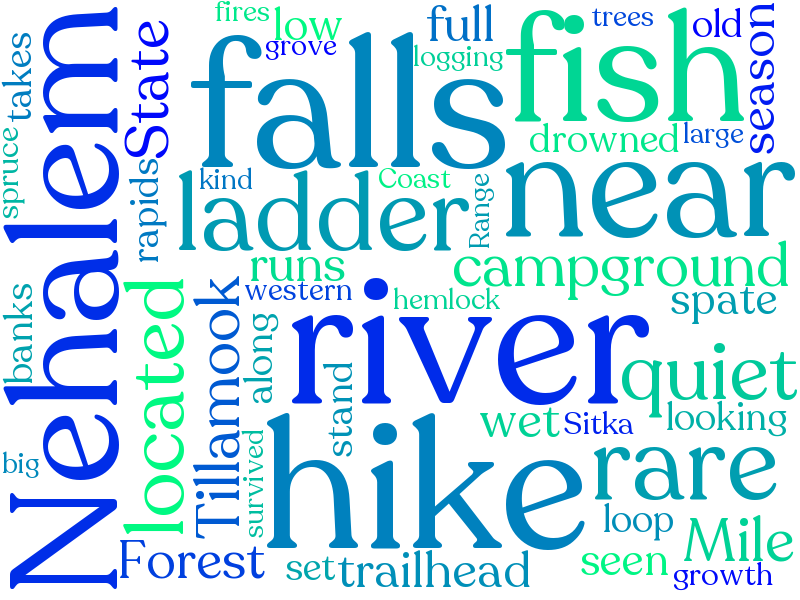 fires
low
full
trees
old
season
takes
State
grove
falls
logging
fish
drowned
large
spruce
Nehalem
rapids
kind
Coast
ladder
Range
near
runs
campground
western
hemlock
spate
banks
located
Tillamook
along
river
quiet
stand
wet
Sitka
looking
big
survived
hike
rare
loop
Mile
Forest
set
trailhead
seen
growth